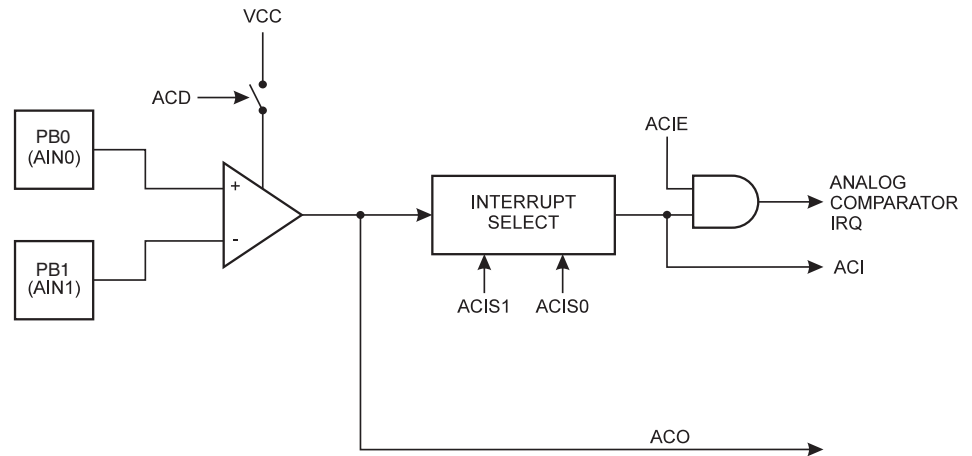 VCC
ACD
PB0
(AIN0)
+
-
PB1
(AIN1)
INTERRUPT
SELECT
ACIS1
ACIS0
ACIE
ANALOG
COMPARATOR
IRQ
ACI
ACO